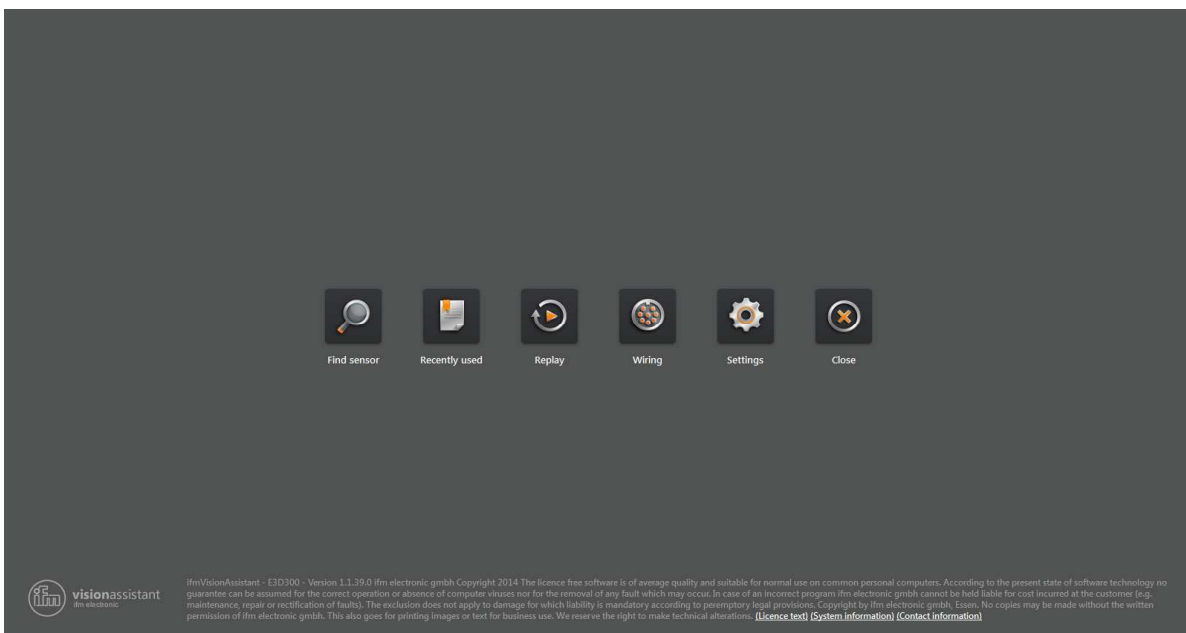 Find sensor
Recently used
Replay
Wiring
Settings
Close
ifm
visionassistant
ifm electronic
ifmVisionAssistant - E3D300 - Version 1.1.39.0 ifm electronic gmbh Copyright 2014 The licence free software is of average quality and suitable for normal use on common personal computers. According to the present state of software technology no
guarantee can be assumed for the correct operation or absence of computer viruses nor for the removal of any fault which may occur. In case of an incorrect program ifm electronic gmbh cannot be held liable for cost incurred at the customer (e.g.
maintenance, repair or rectification of faults). The exclusion does not apply to damage for which liability is mandatory according to peremptory legal provisions. Copyright by ifm electronic gmbh, Essen. No copies may be made without the written
permission of ifm electronic gmbh. This also goes for printing images or text for business use. We reserve the right to make technical alterations. (Licence text) (System information) (Contact information)